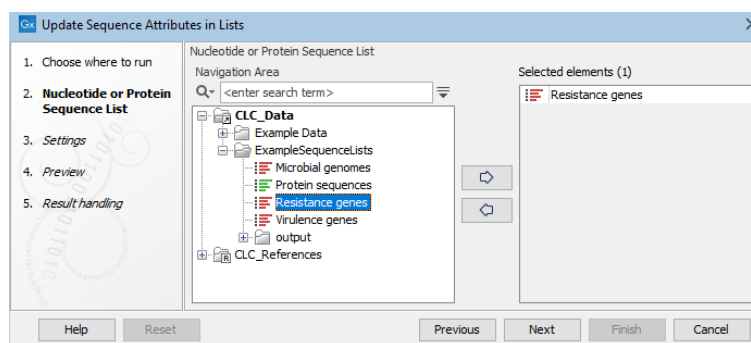 Gx Update Sequence Attributes in Lists
1. Choose where to run
2. Nucleotide or Protein
Sequence List
3. Settings
4. Preview
5. Result handling
Nucleotide or Protein Sequence List
Navigation Area
<enter search term>
CLC_Data
Example Data
ExampleSequenceLists
Microbial genomes
Protein sequences
Resistance genes
Virulence genes
output
CLC_References
Selected elements (1)
Resistance genes
Help Reset Previous Next Finish Cancel